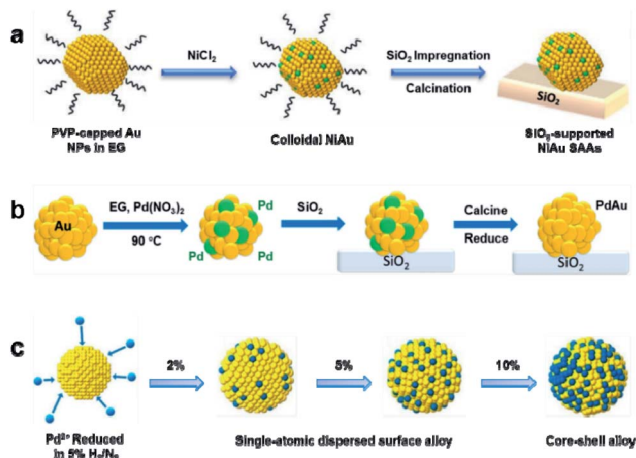 a
NiCl2
SiO2 Impregnation
Calcination
SiO2
PVP-capped Au
NPs in EG
Colloidal NiAu
SiO2-supported
NiAu SAAs
b
Au
EG, Pd(NO3)2
90 °C
Pd
Pd
Pd
SiO2
SiO2
Calcine
Reduce
PdAu
SiO2
c
2%
5%
10%
Pd2+ Reduced
in 5% H2/N2
Single-atomic dispersed surface alloy
Core-shell alloy